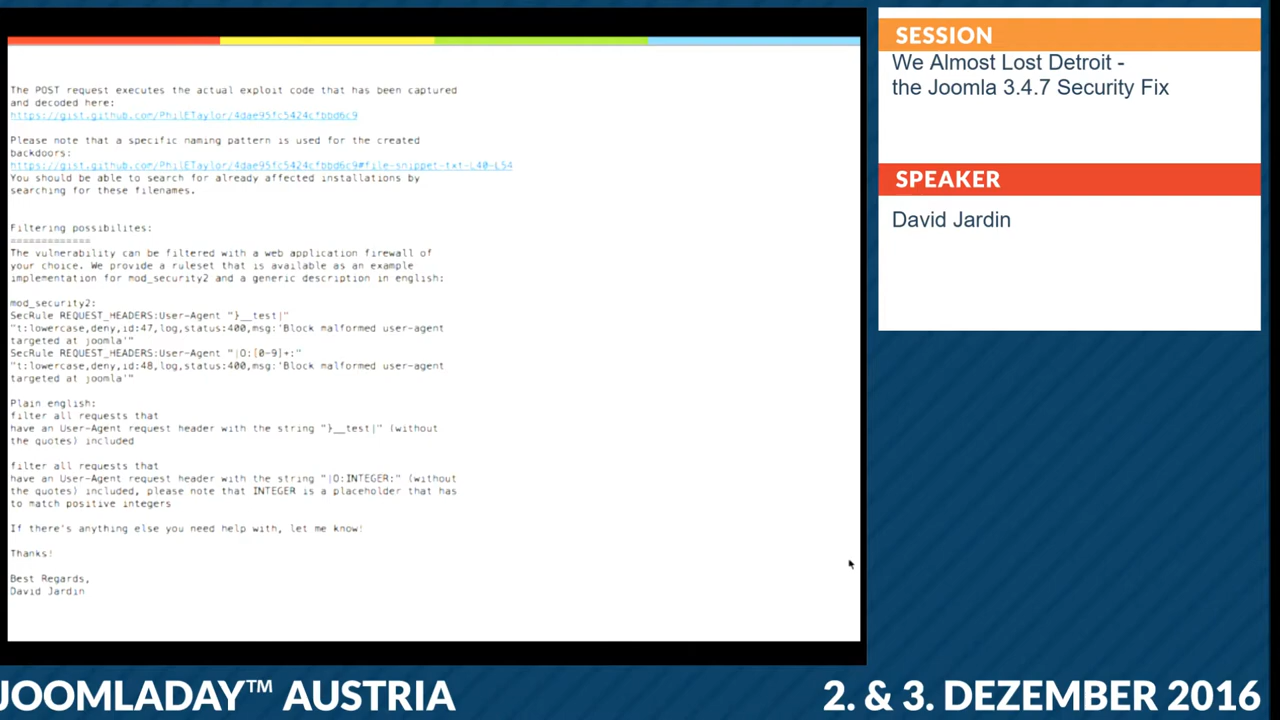 The POST request executes the actual exploit code that has been captured
and decoded here:
https://gist.github.com/PhilETaylor/4dae95fc5424cfbbd6c9
Please note that a specific naming pattern is used for the created
backdoors:
https://gist.github.com/PhilETaylor/4dae95fc5424cfbbd6c9#file-snippet-txt-L40-L54
You should be able to search for already affected installations by
searching for these filenames.
Filtering possibilites:
=============
The vulnerability can be filtered with a web application firewall of
your choice. We provide a ruleset that is available as an example
implementation for mod_security2 and a generic description in english:
mod_security2:
SecRule REQUEST_HEADERS:User-Agent "}__test|"
"t:lowercase,deny,id:47,log,status:400,msg:'Block malformed user-agent
targeted at joomla'"
SecRule REQUEST_HEADERS:User-Agent "|O:[0-9]+:"
"t:lowercase,deny,id:48,log,status:400,msg:'Block malformed user-agent
targeted at joomla'"
Plain english:
filter all requests that
have an User-Agent request header with the string "}__test|" (without
the quotes) included
filter all requests that
have an User-Agent request header with the string "|O:INTEGER:" (without
the quotes) included, please note that INTEGER is a placeholder that has
to match positive integers
If there's anything else you need help with, let me know!
Thanks!
Best Regards,
David Jardin
SESSION
We Almost Lost Detroit -
the Joomla 3.4.7 Security Fix
SPEAKER
David Jardin
JOOMLADAY™ AUSTRIA
2. & 3. DEZEMBER 2016